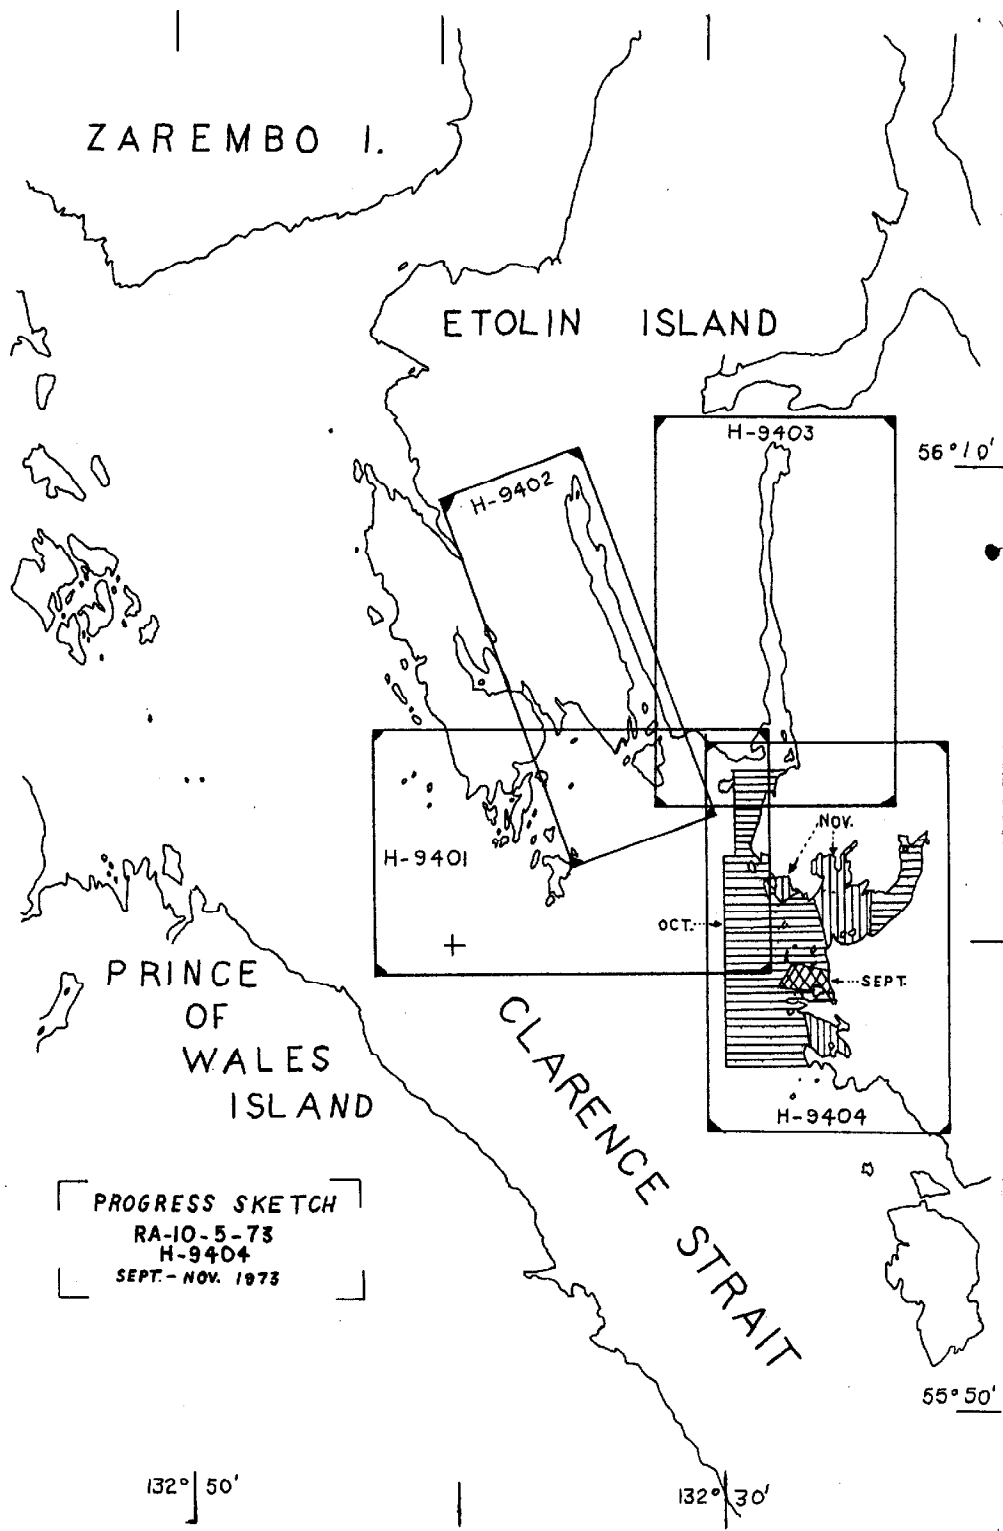 ZAREMBO I.
ETOLIN ISLAND
H-9403
56°10'
H-9402
NOV.
H-9401
OCT.
SEPT.
PRINCE
OF
WALES
ISLAND
CLARENCE STRAIT
H-9404
PROGRESS SKETCH
RA-10-5-73
H-9404
SEPT.-NOV. 1973
55°50'
132° 50'
132° 30'